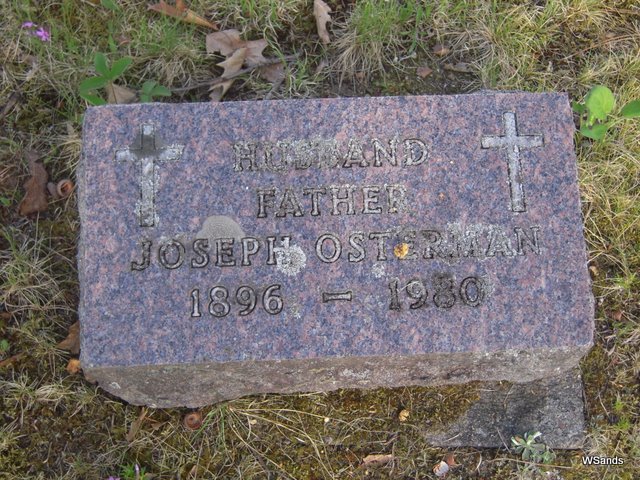 HUSBAND
FATHER
JOSEPH OSTERMAN
1896 – 1980
WSands